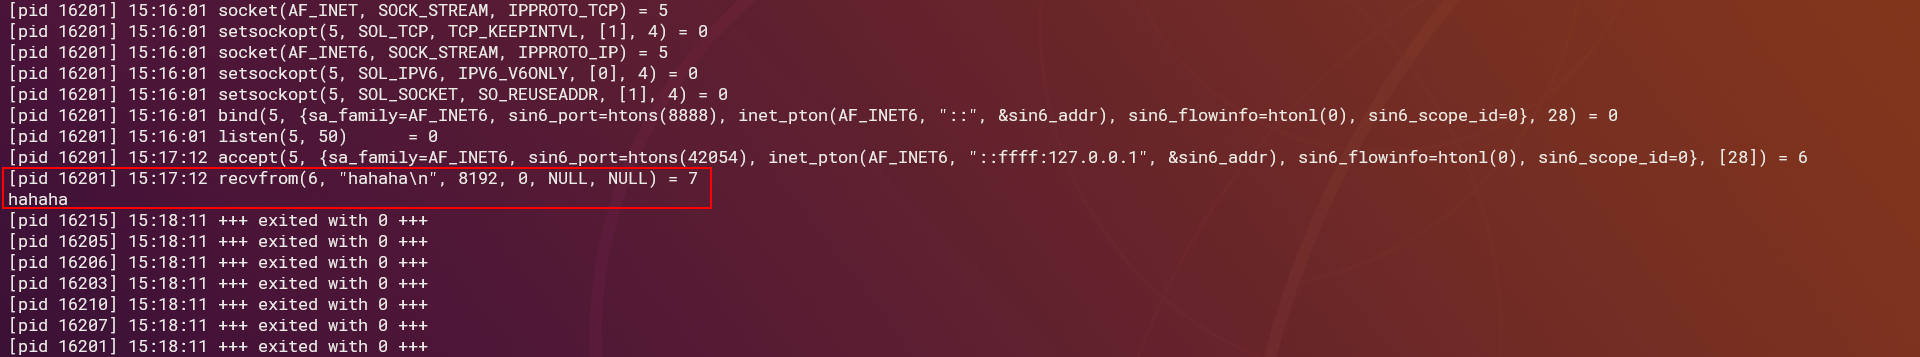 [pid 16201] 15:16:01 socket(AF_INET, SOCK_STREAM, IPPROTO_TCP) = 5
[pid 16201] 15:16:01 setsockopt(5, SOL_TCP, TCP_KEEPINTVL, [1], 4) = 0
[pid 16201] 15:16:01 socket(AF_INET6, SOCK_STREAM, IPPROTO_IP) = 5
[pid 16201] 15:16:01 setsockopt(5, SOL_IPV6, IPV6_V6ONLY, [0], 4) = 0
[pid 16201] 15:16:01 setsockopt(5, SOL_SOCKET, SO_REUSEADDR, [1], 4) = 0
[pid 16201] 15:16:01 bind(5, {sa_family=AF_INET6, sin6_port=htons(8888), inet_pton(AF_INET6, "::", &sin6_addr), sin6_flowinfo=htonl(0), sin6_scope_id=0}, 28) = 0
[pid 16201] 15:16:01 listen(5, 50)      = 0
[pid 16201] 15:17:12 accept(5, {sa_family=AF_INET6, sin6_port=htons(42054), inet_pton(AF_INET6, "::ffff:127.0.0.1", &sin6_addr), sin6_flowinfo=htonl(0), sin6_scope_id=0}, [28]) = 6
[pid 16201] 15:17:12 recvfrom(6, "hahaha\n", 8192, 0, NULL, NULL) = 7
hahaha
[pid 16215] 15:18:11 +++ exited with 0 +++
[pid 16205] 15:18:11 +++ exited with 0 +++
[pid 16206] 15:18:11 +++ exited with 0 +++
[pid 16203] 15:18:11 +++ exited with 0 +++
[pid 16210] 15:18:11 +++ exited with 0 +++
[pid 16207] 15:18:11 +++ exited with 0 +++
[pid 16201] 15:18:11 +++ exited with 0 +++